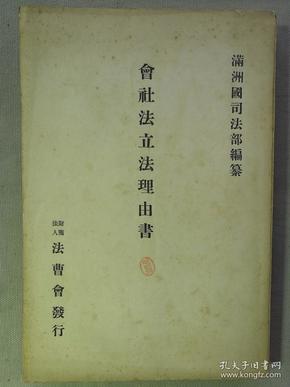 滿洲國司法部編纂
會社法立法理由書
財團法人 法曹會發行
孔夫子旧书网